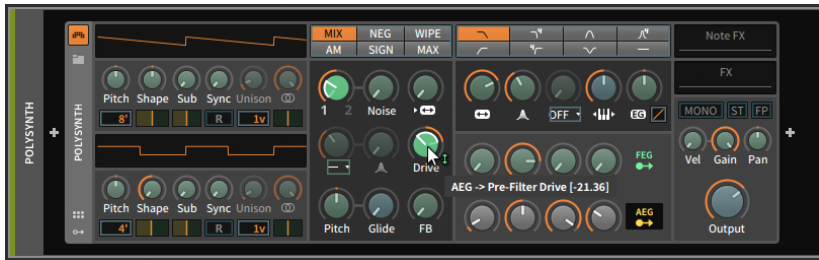 POLYSYNTH
POLYSYNTH
Pitch Shape Sub Sync Unison
8' R 1v
Pitch Shape Sub Sync Unison
4' R 1v
MIX NEG WIPE
AM SIGN MAX
1 2 Noise
Drive
Pitch Glide FB
OFF EG
FEG
AEG -> Pre-Filter Drive [-21.36]
AEG
Note FX
FX
MONO ST FP
Vel Gain Pan
Output